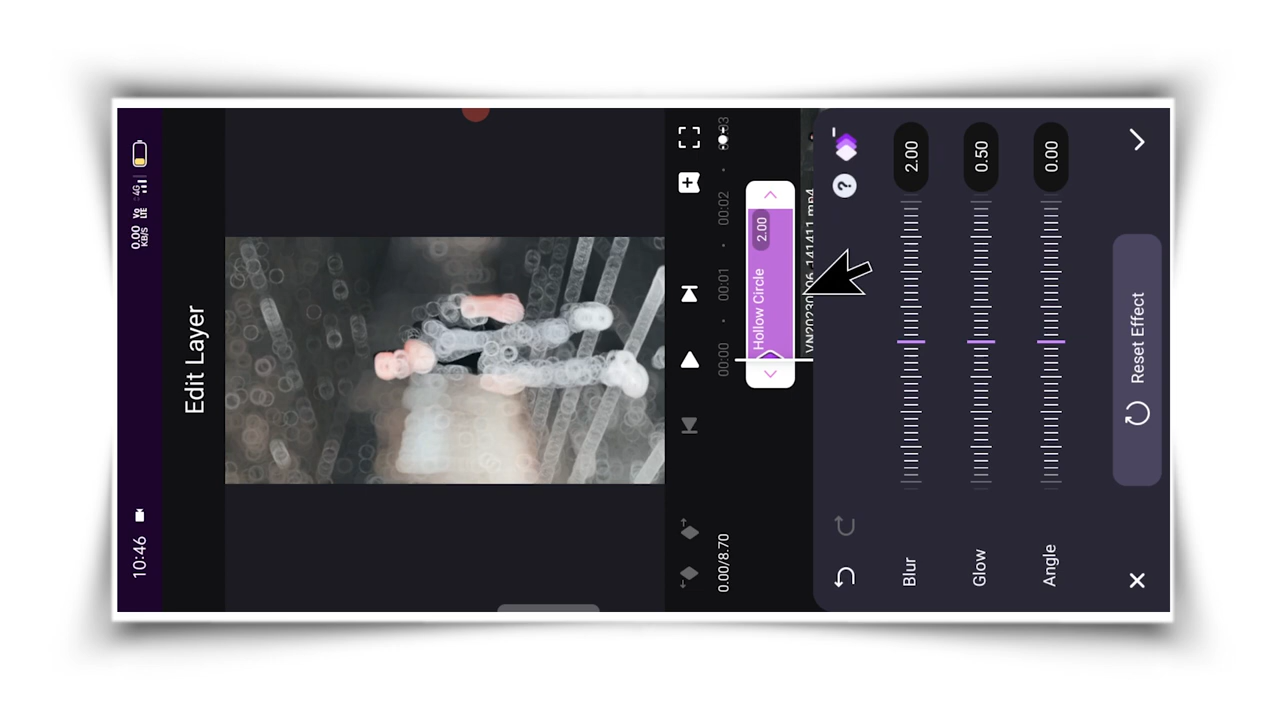 10:46
0.00 KB/S
Vo LTE
4G
Edit Layer
0.00/8.70
00:00
00:01
00:02
Hollow Circle
2.00
?
Blur
2.00
Glow
0.50
Angle
0.00
Reset Effect